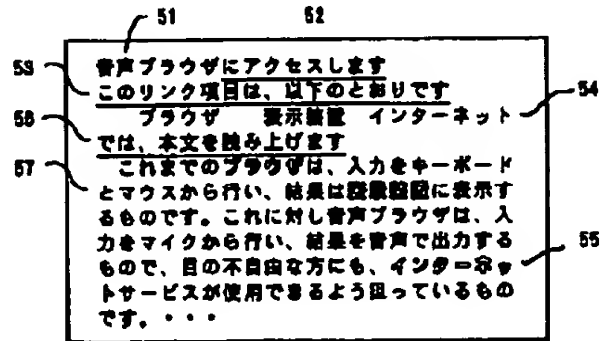 51 52
53 音声ブラウザにアクセスします
このリンク項目は、以下のとおりです
56 ブラウザ 表示装置 インターネット 54
では、本文を読み上げます
57 これまでのブラウザは、入力をキーボード
とマウスから行い、結果は表示装置に表示す
るものです。これに対し音声ブラウザは、入
力をマイクから行い、結果を音声で出力する
もので、目の不自由な方にも、インターネッ 55
トサービスが使用できるよう狙っているもの
です。・・・